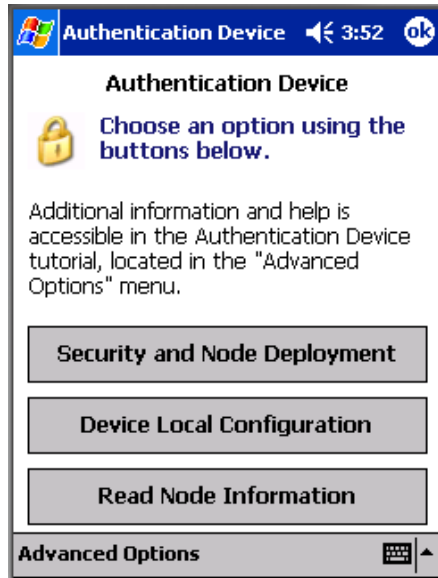 Authentication Device 3:52 ok
Authentication Device
Choose an option using the
buttons below.
Additional information and help is
accessible in the Authentication Device
tutorial, located in the "Advanced
Options" menu.
Security and Node Deployment
Device Local Configuration
Read Node Information
Advanced Options